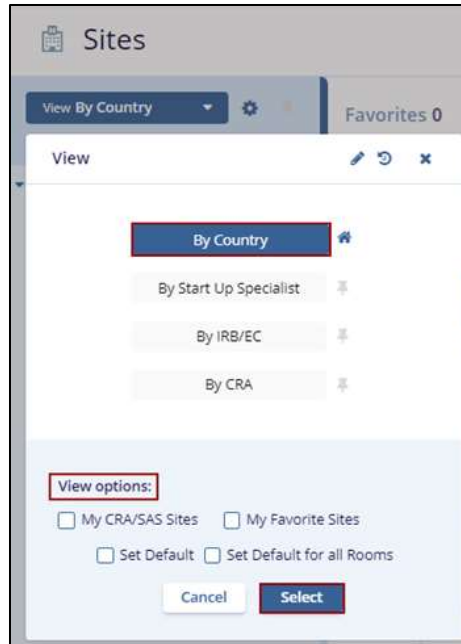 Sites
View By Country
Favorites 0
View
By Country
By Start Up Specialist
By IRB/EC
By CRA
View options:
My CRA/SAS Sites My Favorite Sites
Set Default Set Default for all Rooms
Cancel Select